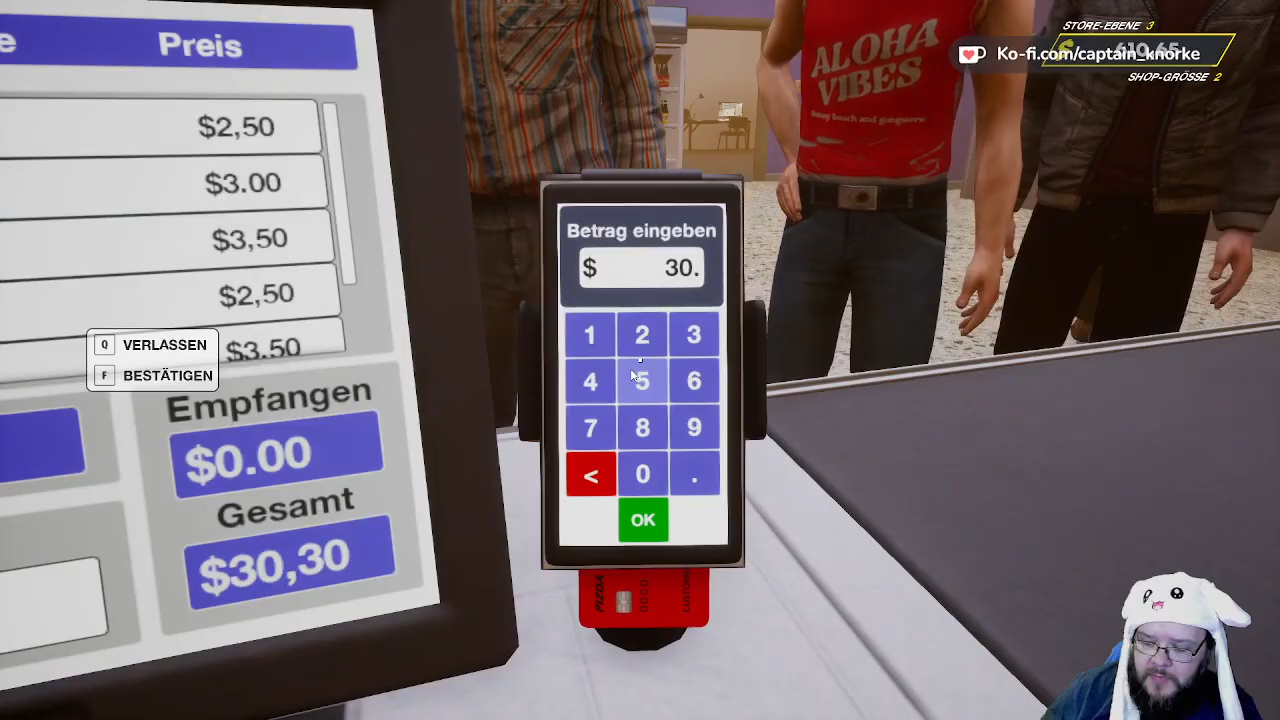 e Preis
$2,50
$3.00
$3,50
$2,50
$3.50
Q VERLASSEN
F BESTÄTIGEN
Empfangen
$0.00
Gesamt
$30,30
Betrag eingeben
$ 30.
1 2 3
4 5 6
7 8 9
< 0 .
OK
PIZDA
0000
ALOHA
VIBES
STORE-EBENE 3
Ko-fi.com/captain_knorke
SHOP-GRÖSSE 2